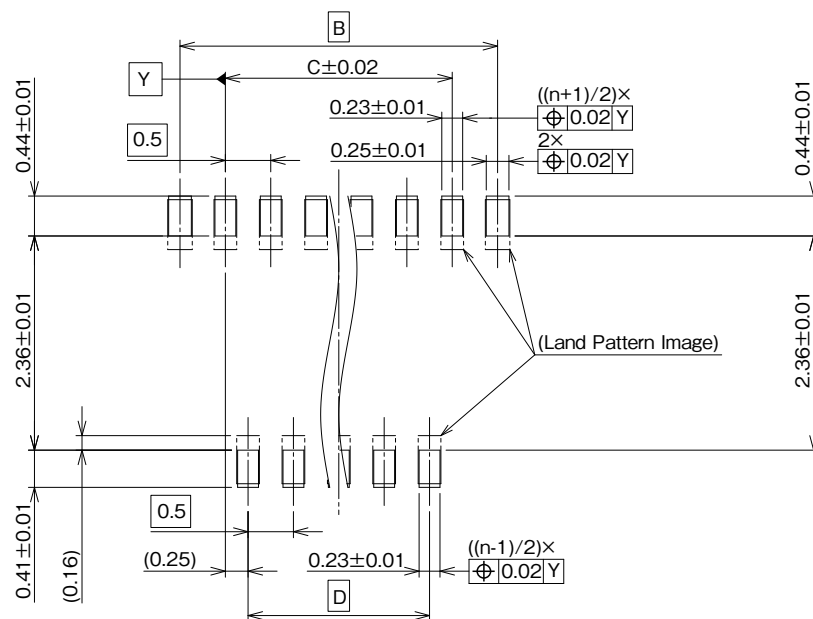 B
Y
C±0.02
0.23±0.01
((n+1)/2)×
⌖ 0.02 Y
0.5
0.25±0.01
2×
⌖ 0.02 Y
0.44±0.01
0.44±0.01
2.36±0.01
2.36±0.01
(Land Pattern Image)
0.41±0.01
(0.16)
0.5
(0.25)
0.23±0.01
((n-1)/2)×
⌖ 0.02 Y
D